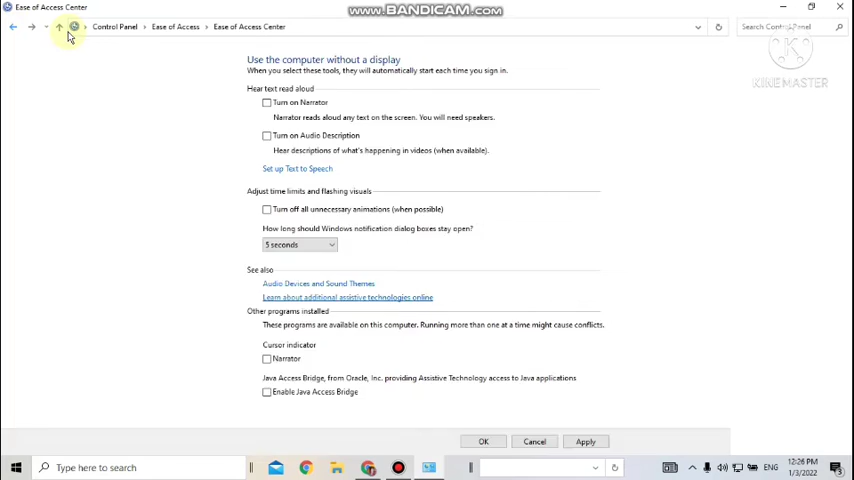 Ease of Access Center
www.BANDICAM.com
Control Panel > Ease of Access > Ease of Access Center
Search Control Panel
KINEMASTER
Use the computer without a display
When you select these tools, they will automatically start each time you sign in.
Hear text read aloud
Turn on Narrator
Narrator reads aloud any text on the screen. You will need speakers.
Turn on Audio Description
Hear descriptions of what's happening in videos (when available).
Set up Text to Speech
Adjust time limits and flashing visuals
Turn off all unnecessary animations (when possible)
How long should Windows notification dialog boxes stay open?
5 seconds
See also
Audio Devices and Sound Themes
Learn about additional assistive technologies online
Other programs installed
These programs are available on this computer. Running more than one at a time might cause conflicts.
Cursor indicator
Narrator
Java Access Bridge, from Oracle, Inc. providing Assistive Technology access to Java applications
Enable Java Access Bridge
OK Cancel Apply
Type here to search
ENG
12:26 PM
1/3/2022
3